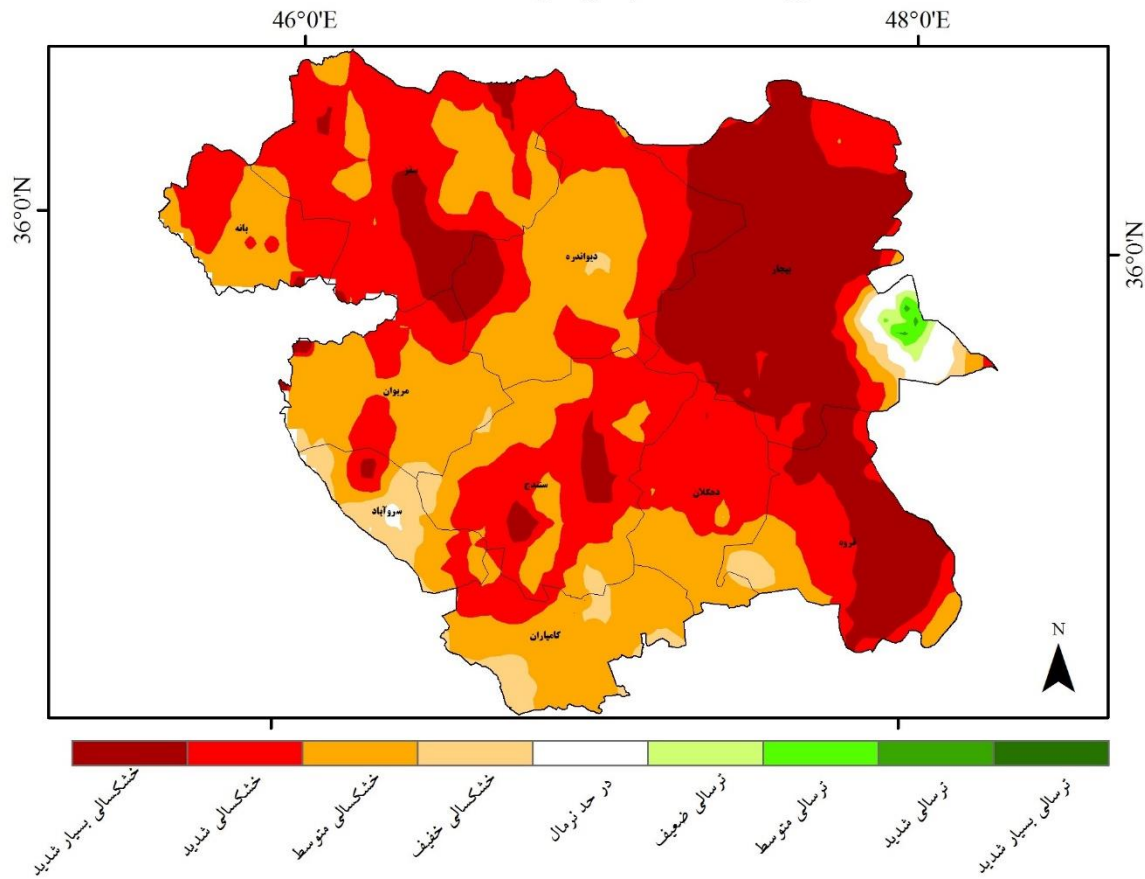 46°0'E
48°0'E
36°0'N
36°0'N
سقز
بانه
دیواندره
بیجار
مریوان
سنندج
دهگلان
سروآباد
قروه
کامیاران
N
خشکسالی بسیار شدید
خشکسالی شدید
خشکسالی متوسط
خشکسالی خفیف
در حد نرمال
ترسالی ضعیف
ترسالی متوسط
ترسالی شدید
ترسالی بسیار شدید